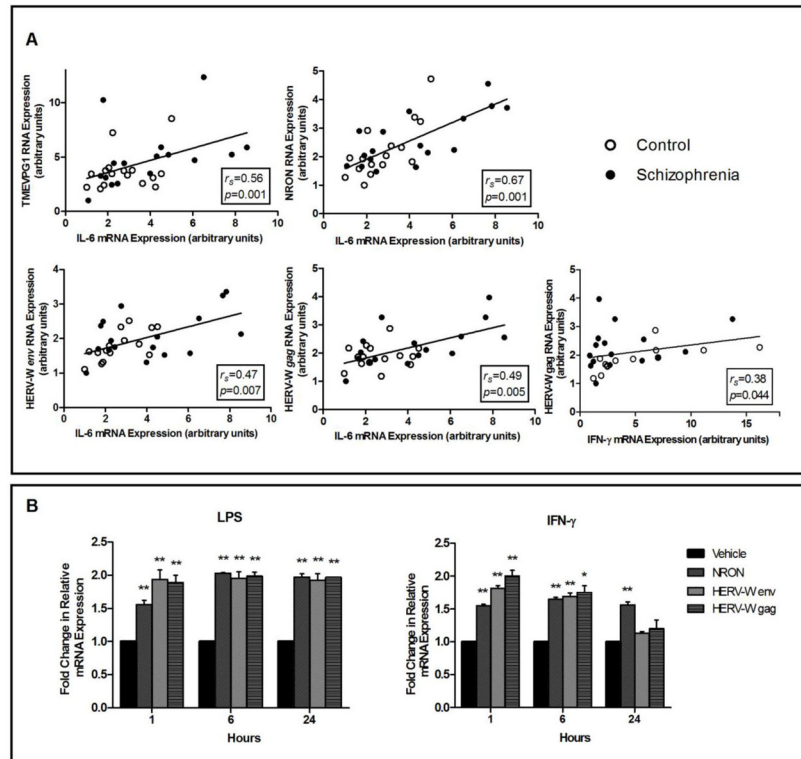 A
TMEVPG1 RNA Expression
(arbitrary units)
10
5
0
0 2 4 6 8 10
IL-6 mRNA Expression (arbitrary units)
r_s=0.56
p=0.001
NRON RNA Expression
(arbitrary units)
5
4
3
2
1
0
0 2 4 6 8 10
IL-6 mRNA Expression (arbitrary units)
r_s=0.67
p=0.001
Control
Schizophrenia
HERV-W env RNA Expression
(arbitrary units)
4
3
2
1
0
0 2 4 6 8 10
IL-6 mRNA Expression (arbitrary units)
r_s=0.47
p=0.007
HERV-W gag RNA Expression
(arbitrary units)
5
4
3
2
1
0
0 2 4 6 8 10
IL-6 mRNA Expression (arbitrary units)
r_s=0.49
p=0.005
HERV-W gag RNA Expression
(arbitrary units)
5
4
3
2
1
0
0 5 10 15
IFN-γ mRNA Expression (arbitrary units)
r_s=0.38
p=0.044
B
LPS
Fold Change in Relative
mRNA Expression
2.5
2.0
1.5
1.0
0.5
0.0
** ** ** ** ** ** ** ** **
1 6 24
Hours
IFN-γ
Fold Change in Relative
mRNA Expression
2.5
2.0
1.5
1.0
0.5
0.0
** ** ** ** ** * **
1 6 24
Hours
Vehicle
NRON
HERV-W env
HERV-W gag